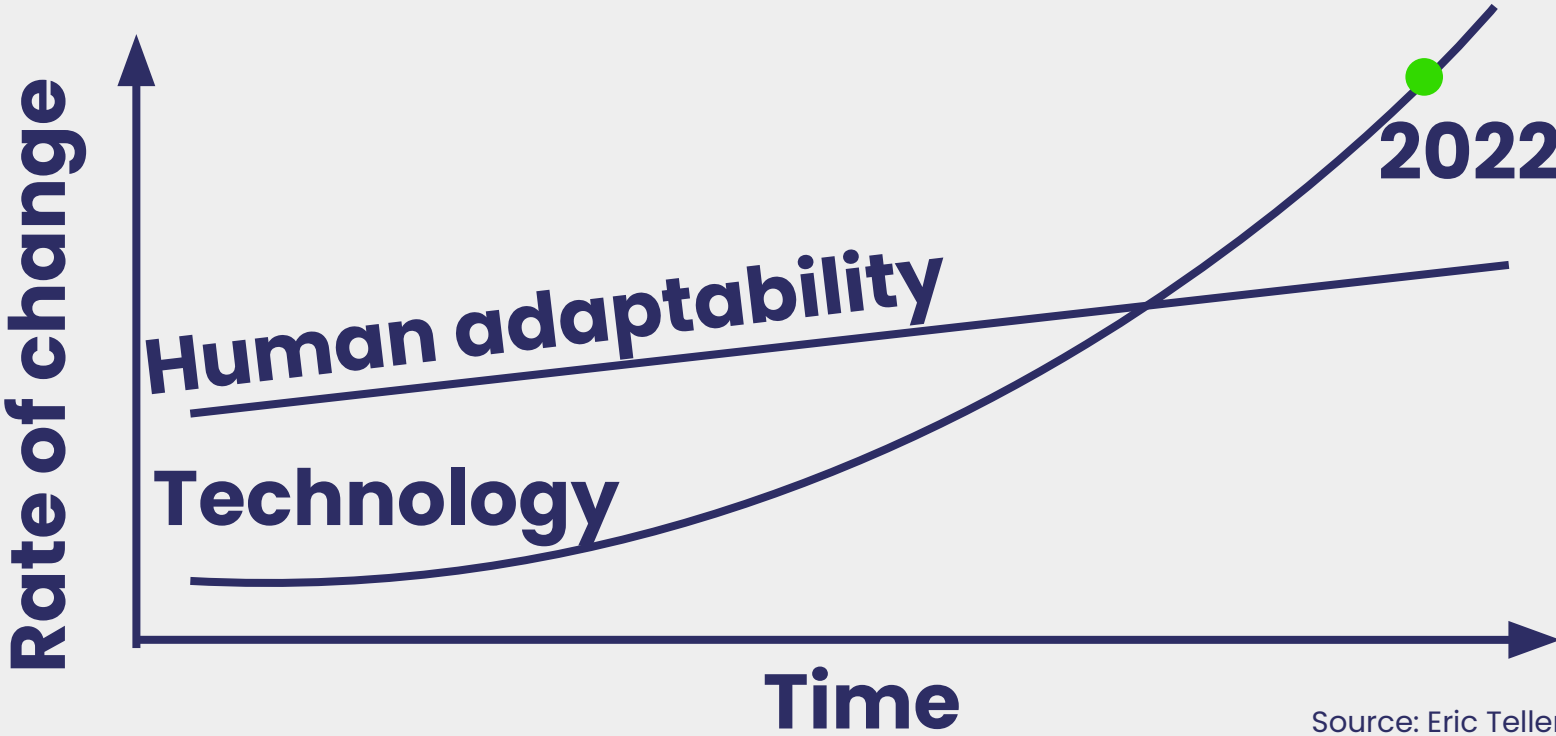 Rate of change
2022
Human adaptability
Technology
Time
Source: Eric Teller